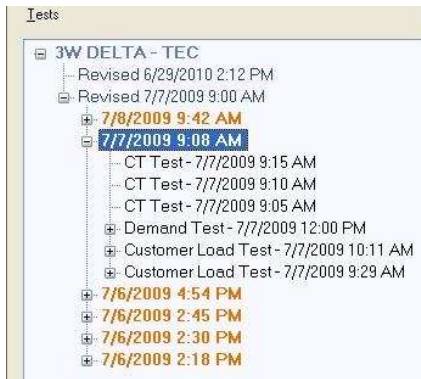 Tests
3W DELTA - TEC
Revised 6/29/2010 2:12 PM
Revised 7/7/2009 9:00 AM
7/8/2009 9:42 AM
7/7/2009 9:08 AM
CT Test - 7/7/2009 9:15 AM
CT Test - 7/7/2009 9:10 AM
CT Test - 7/7/2009 9:05 AM
Demand Test - 7/7/2009 12:00 PM
Customer Load Test - 7/7/2009 10:11 AM
Customer Load Test - 7/7/2009 9:29 AM
7/6/2009 4:54 PM
7/6/2009 2:45 PM
7/6/2009 2:30 PM
7/6/2009 2:18 PM